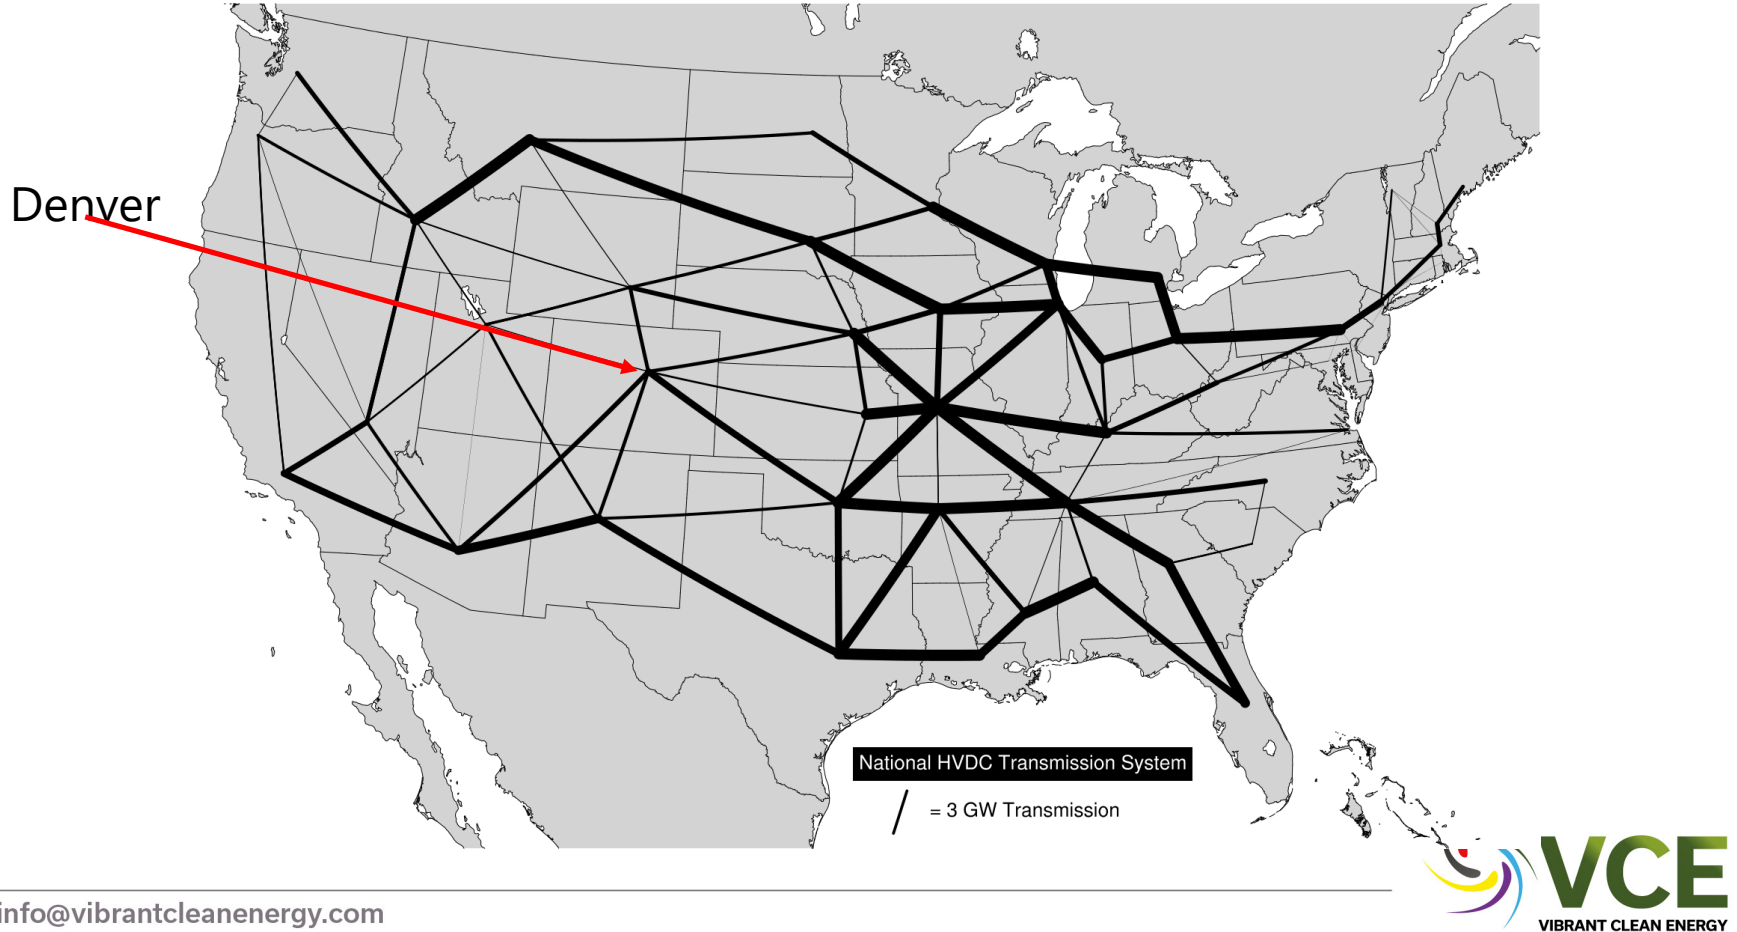 Denver
National HVDC Transmission System
= 3 GW Transmission
VCE
VIBRANT CLEAN ENERGY
info@vibrantcleanenergy.com